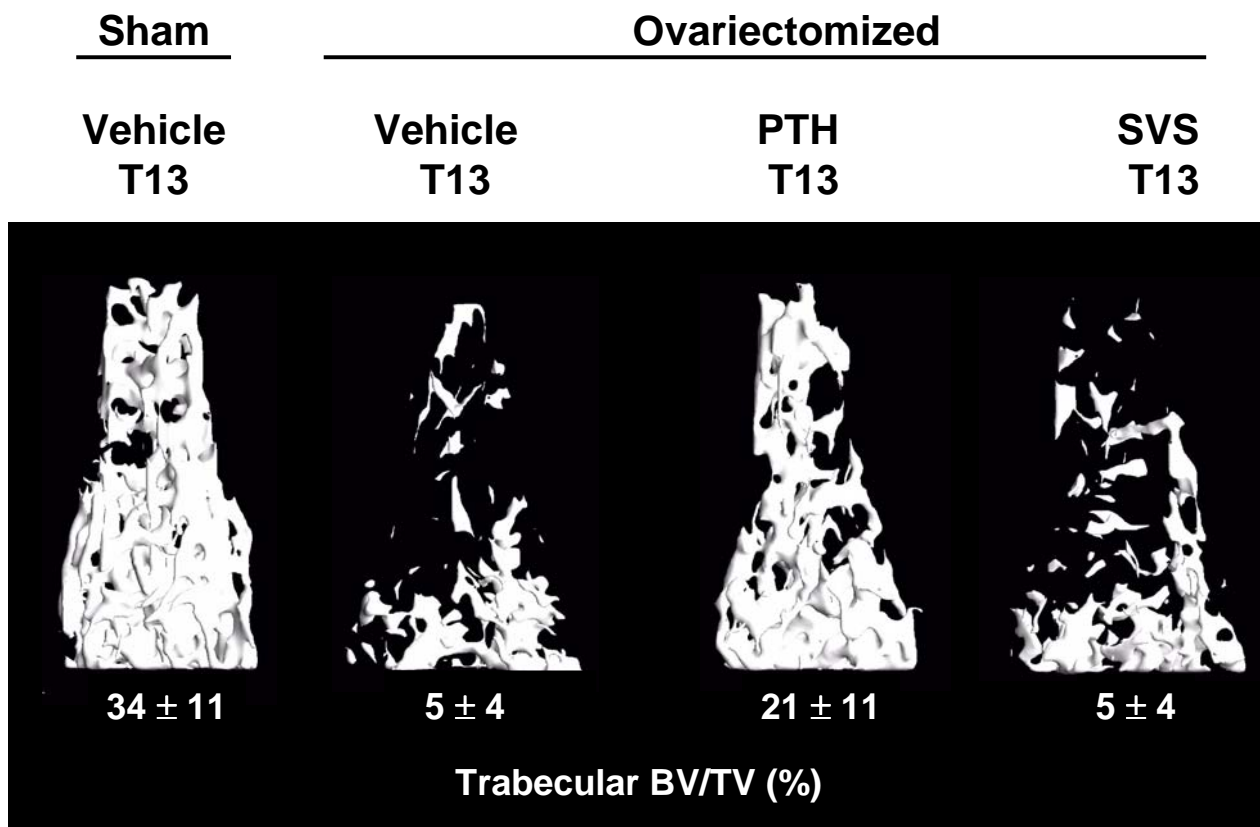 Sham Ovariectomized
Vehicle Vehicle PTH SVS
T13 T13 T13 T13
34 ± 11 5 ± 4 21 ± 11 5 ± 4
Trabecular BV/TV (%)